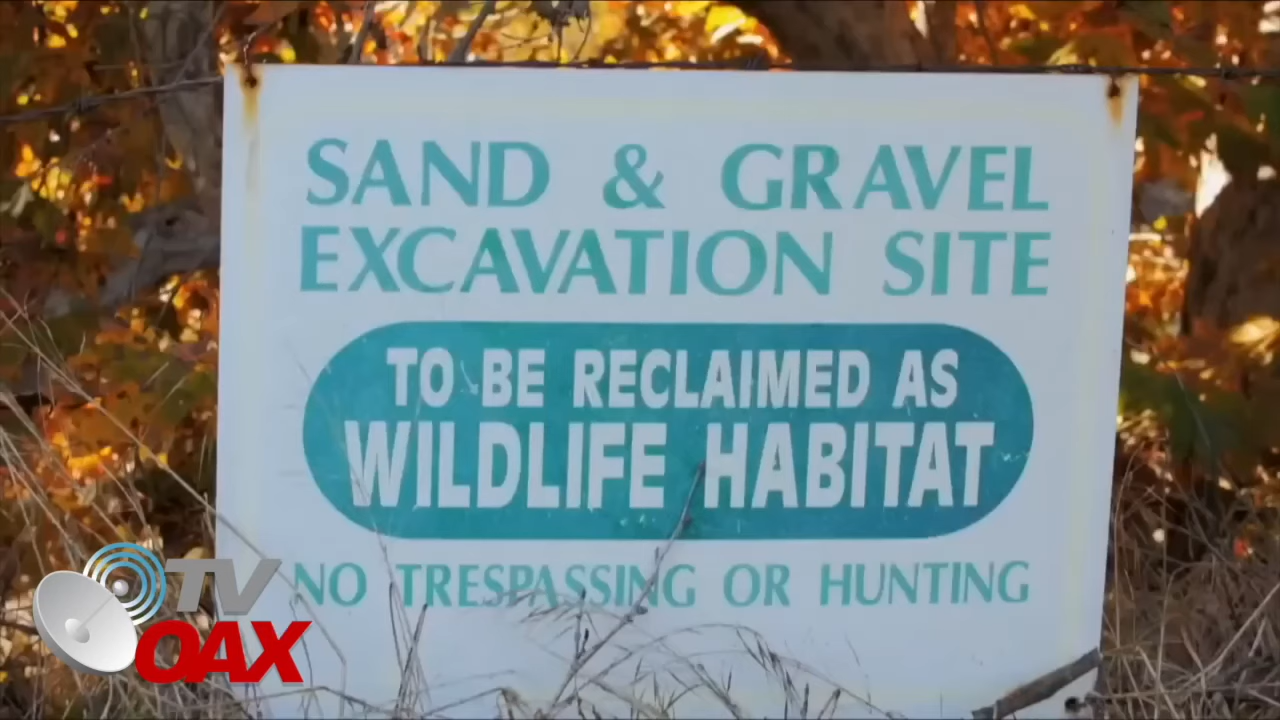 SAND & GRAVEL
EXCAVATION SITE
TO BE RECLAIMED AS
WILDLIFE HABITAT
NO TRESPASSING OR HUNTING
TV
OAX